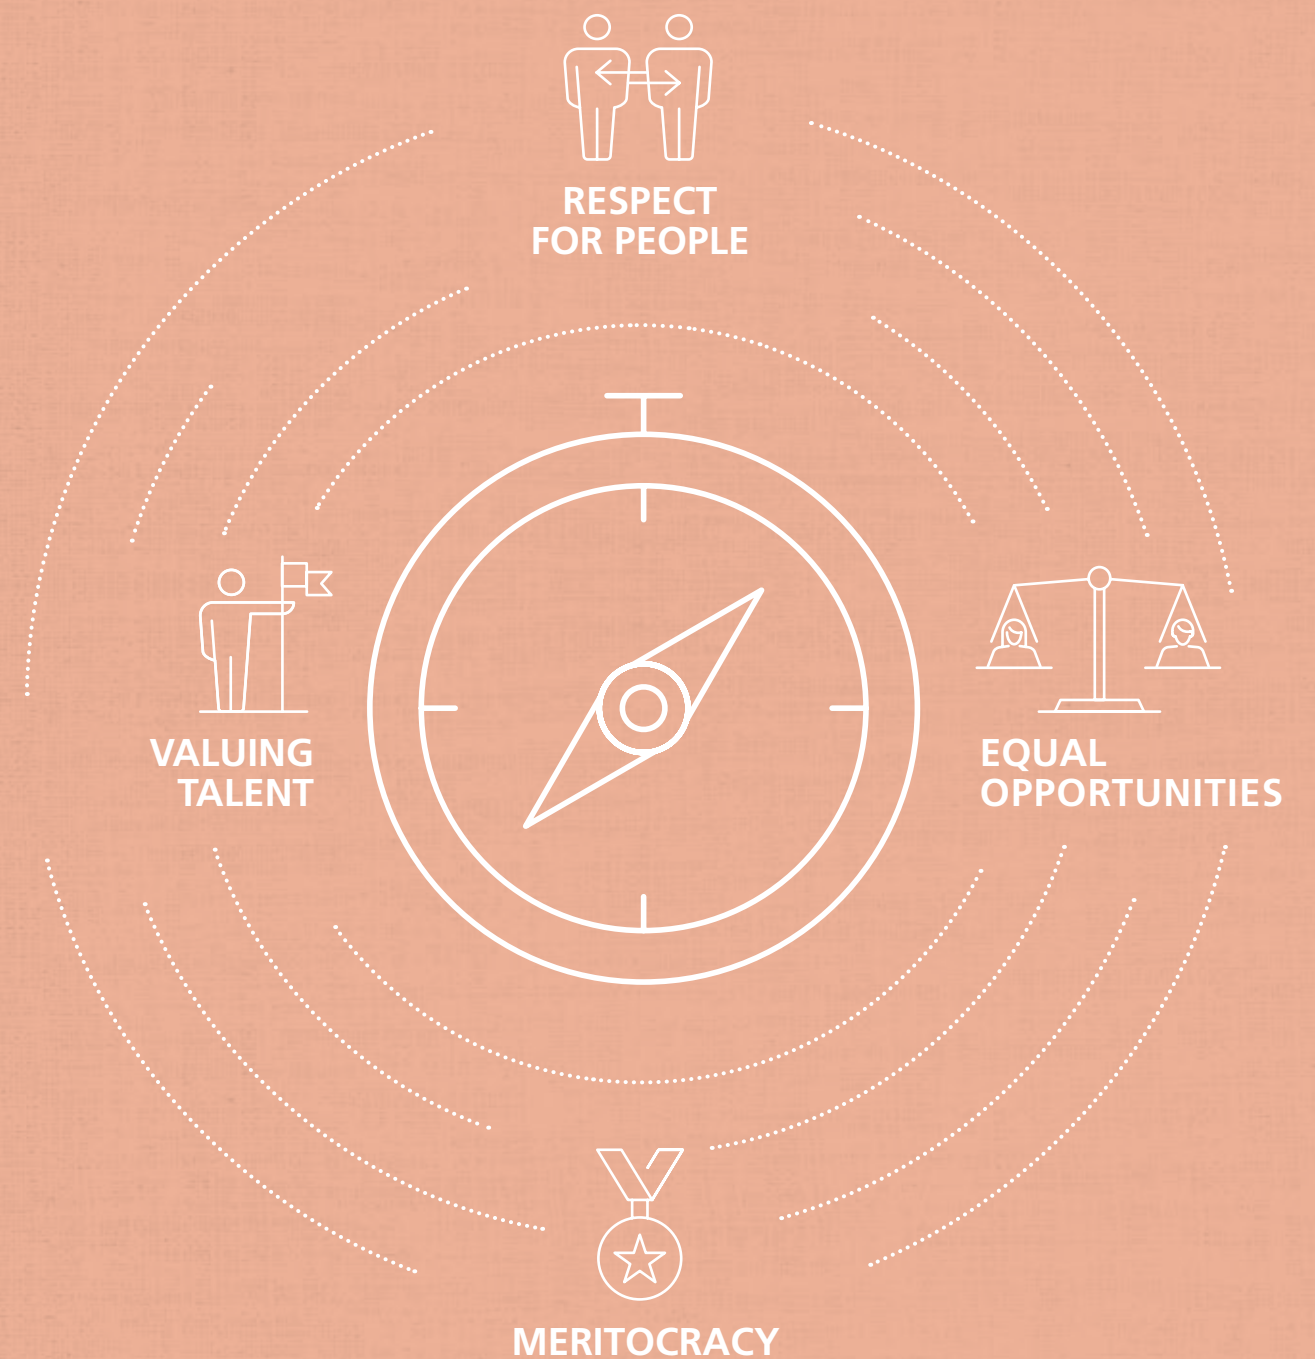 RESPECT
FOR PEOPLE
VALUING
TALENT
EQUAL
OPPORTUNITIES
MERITOCRACY